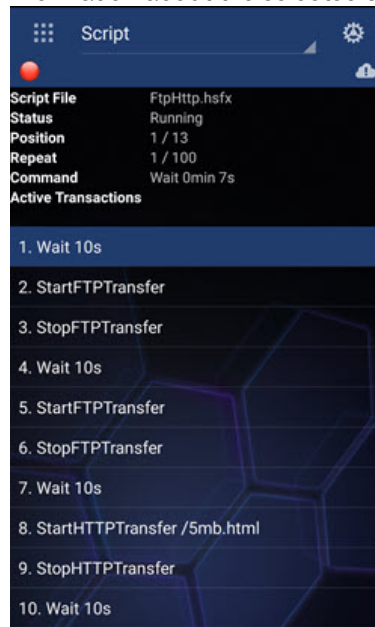 Script
Script File FtpHttp.hsfx
Status Running
Position 1 / 13
Repeat 1 / 100
Command Wait 0min 7s
Active Transactions
1. Wait 10s
2. StartFTPTransfer
3. StopFTPTransfer
4. Wait 10s
5. StartFTPTransfer
6. StopFTPTransfer
7. Wait 10s
8. StartHTTPTransfer /5mb.html
9. StopHTTPTransfer
10. Wait 10s